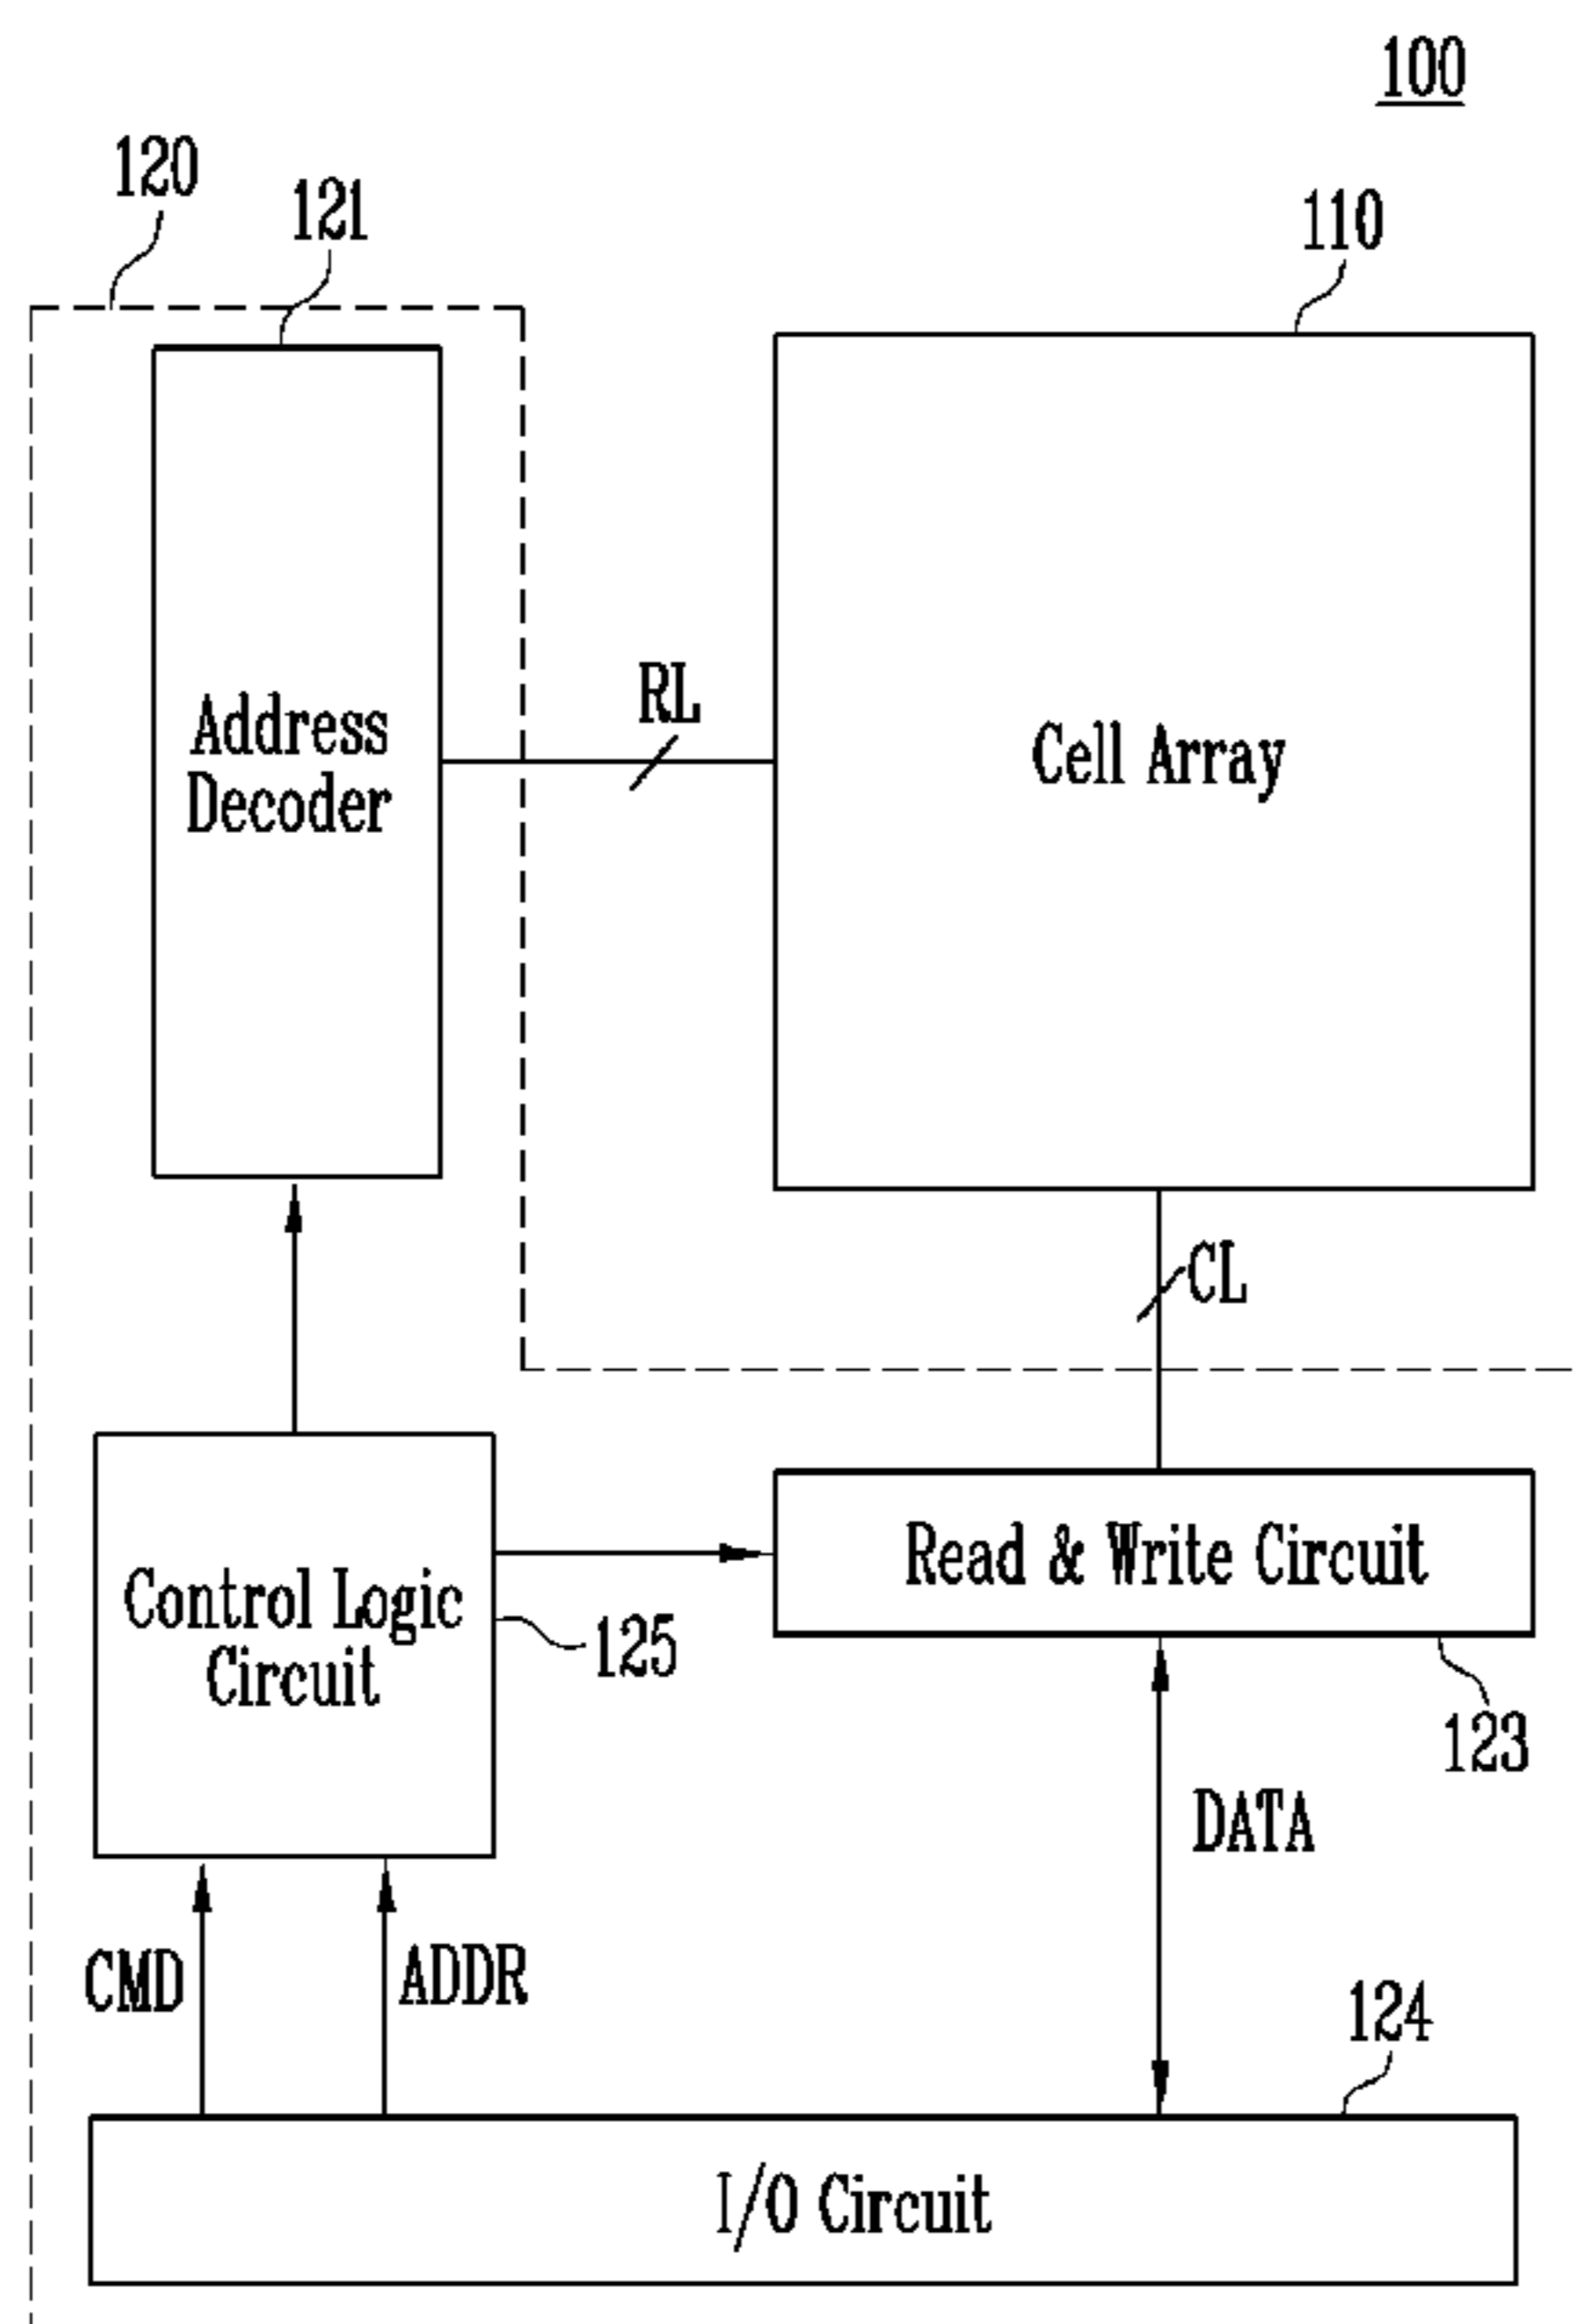 100
120
121
110
Address
Decoder
RL
Cell Array
CL
Control Logic
Circuit
125
Read & Write Circuit
123
DATA
CMD
ADDR
124
I/O Circuit